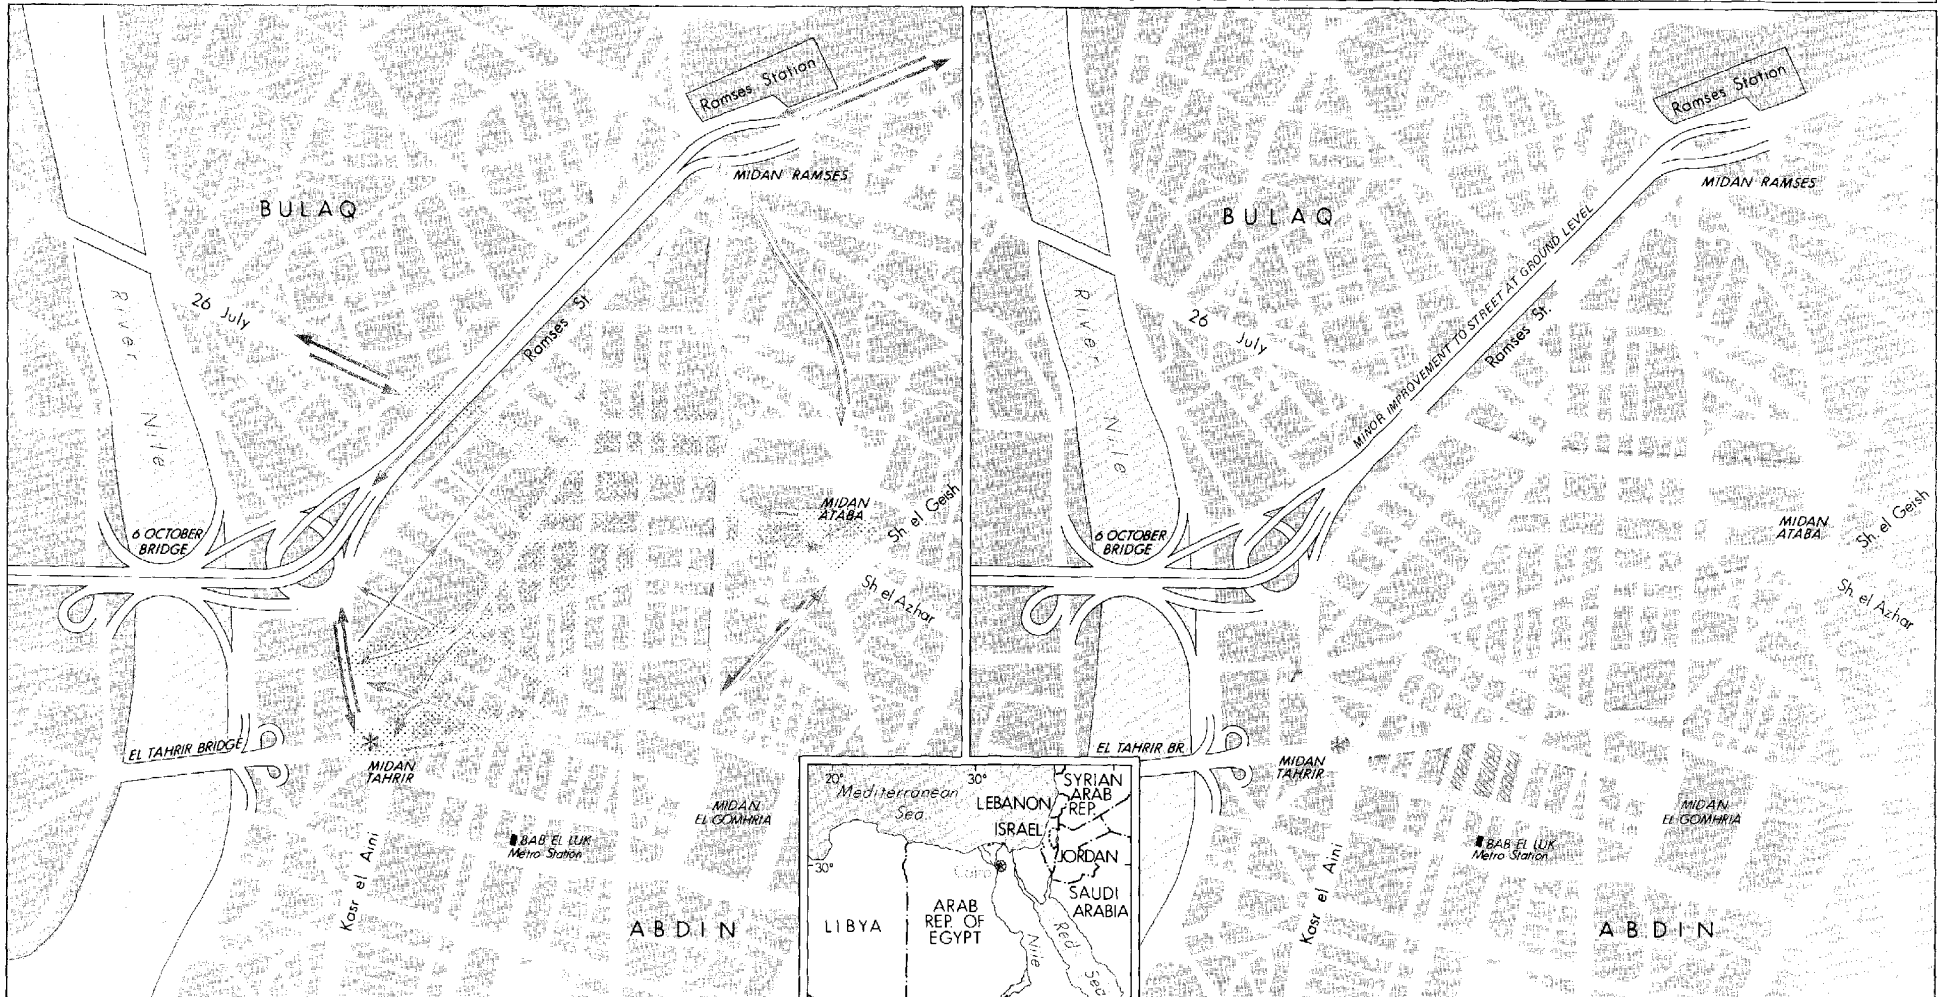 Ramses Station
MIDAN RAMSES
BULAQ
26 July
River Nile
Ramses St.
MIDAN
ATABA
Sh. el Geish
6 OCTOBER
BRIDGE
Sh el Azhar
EL TAHRIR BRIDGE
MIDAN
TAHRIR
MIDAN
EL GOMHRIA
BAB EL LUK
Metro Station
Kasr el Aini
ABDIN
Ramses Station
MIDAN RAMSES
BULAQ
MINOR IMPROVEMENT TO STREET AT GROUND LEVEL
River Nile
26 July
Ramses St.
MIDAN
ATABA
Sh. el Geish
6 OCTOBER
BRIDGE
Sh. el Azhar
EL TAHRIR BR.
MIDAN
TAHRIR
MIDAN
EL GOMHRIA
BAB EL LUK
Metro Station
Kasr el Aini
ABDIN
20°
30°
Mediterranean
Sea
LEBANON
SYRIAN
ARAB
REP.
ISRAEL
JORDAN
30°
Cairo
SAUDI
ARABIA
LIBYA
ARAB
REP. OF
EGYPT
Nile
Red Sea